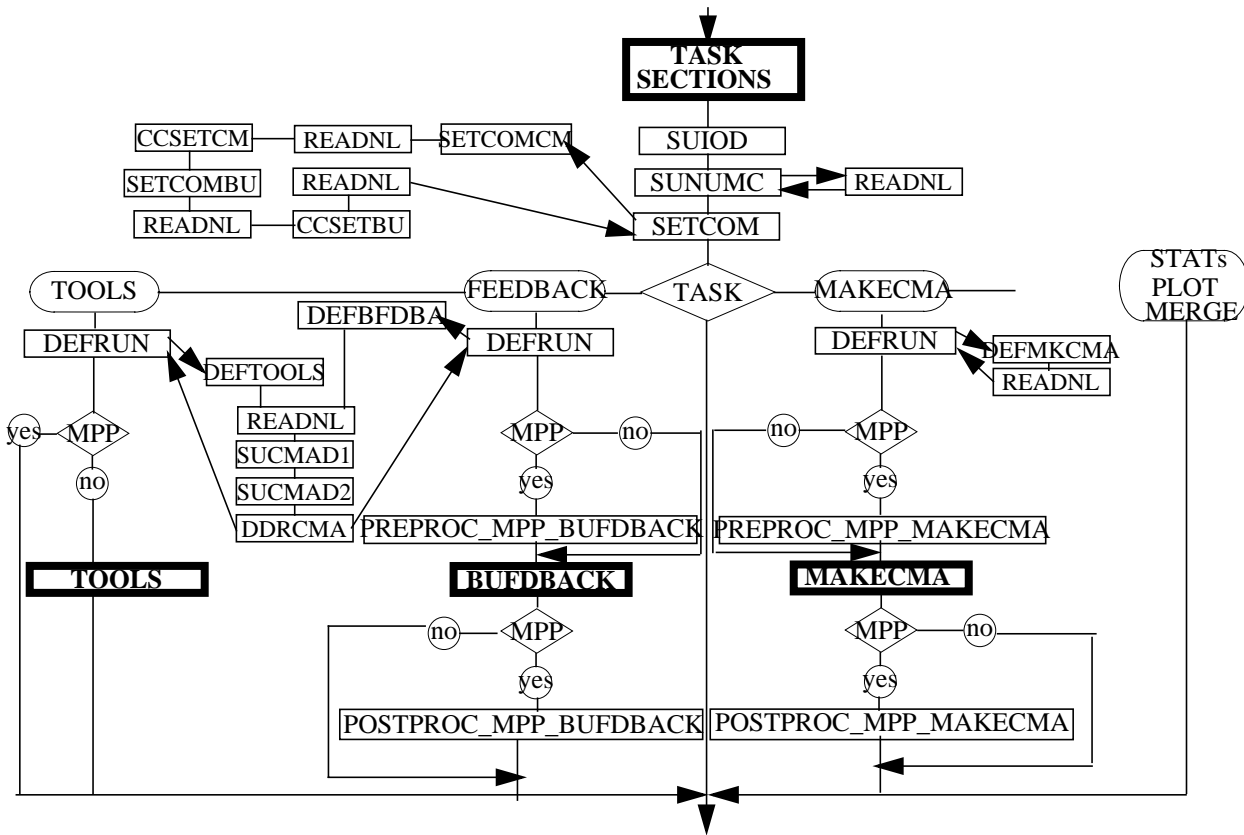 TASK
SECTIONS
CCSETCM
READNL
SETCOMCM
SUIOD
SETCOMBU
READNL
SUNUMC
READNL
READNL
CCSETBU
SETCOM
TOOLS
FEEDBACK
TASK
MAKECMA
STATs
PLOT
MERGE
DEFRUN
DEFBFDBA
DEFRUN
DEFRUN
DEFMKCMA
DEFTOOLS
READNL
READNL
yes
MPP
MPP
no
no
MPP
SUCMAD1
no
SUCMAD2
yes
yes
DDRCMA
PREPROC_MPP_BUFDBACK
PREPROC_MPP_MAKECMA
TOOLS
BUFDBACK
MAKECMA
no
MPP
MPP
no
yes
yes
POSTPROC_MPP_BUFDBACK
POSTPROC_MPP_MAKECMA